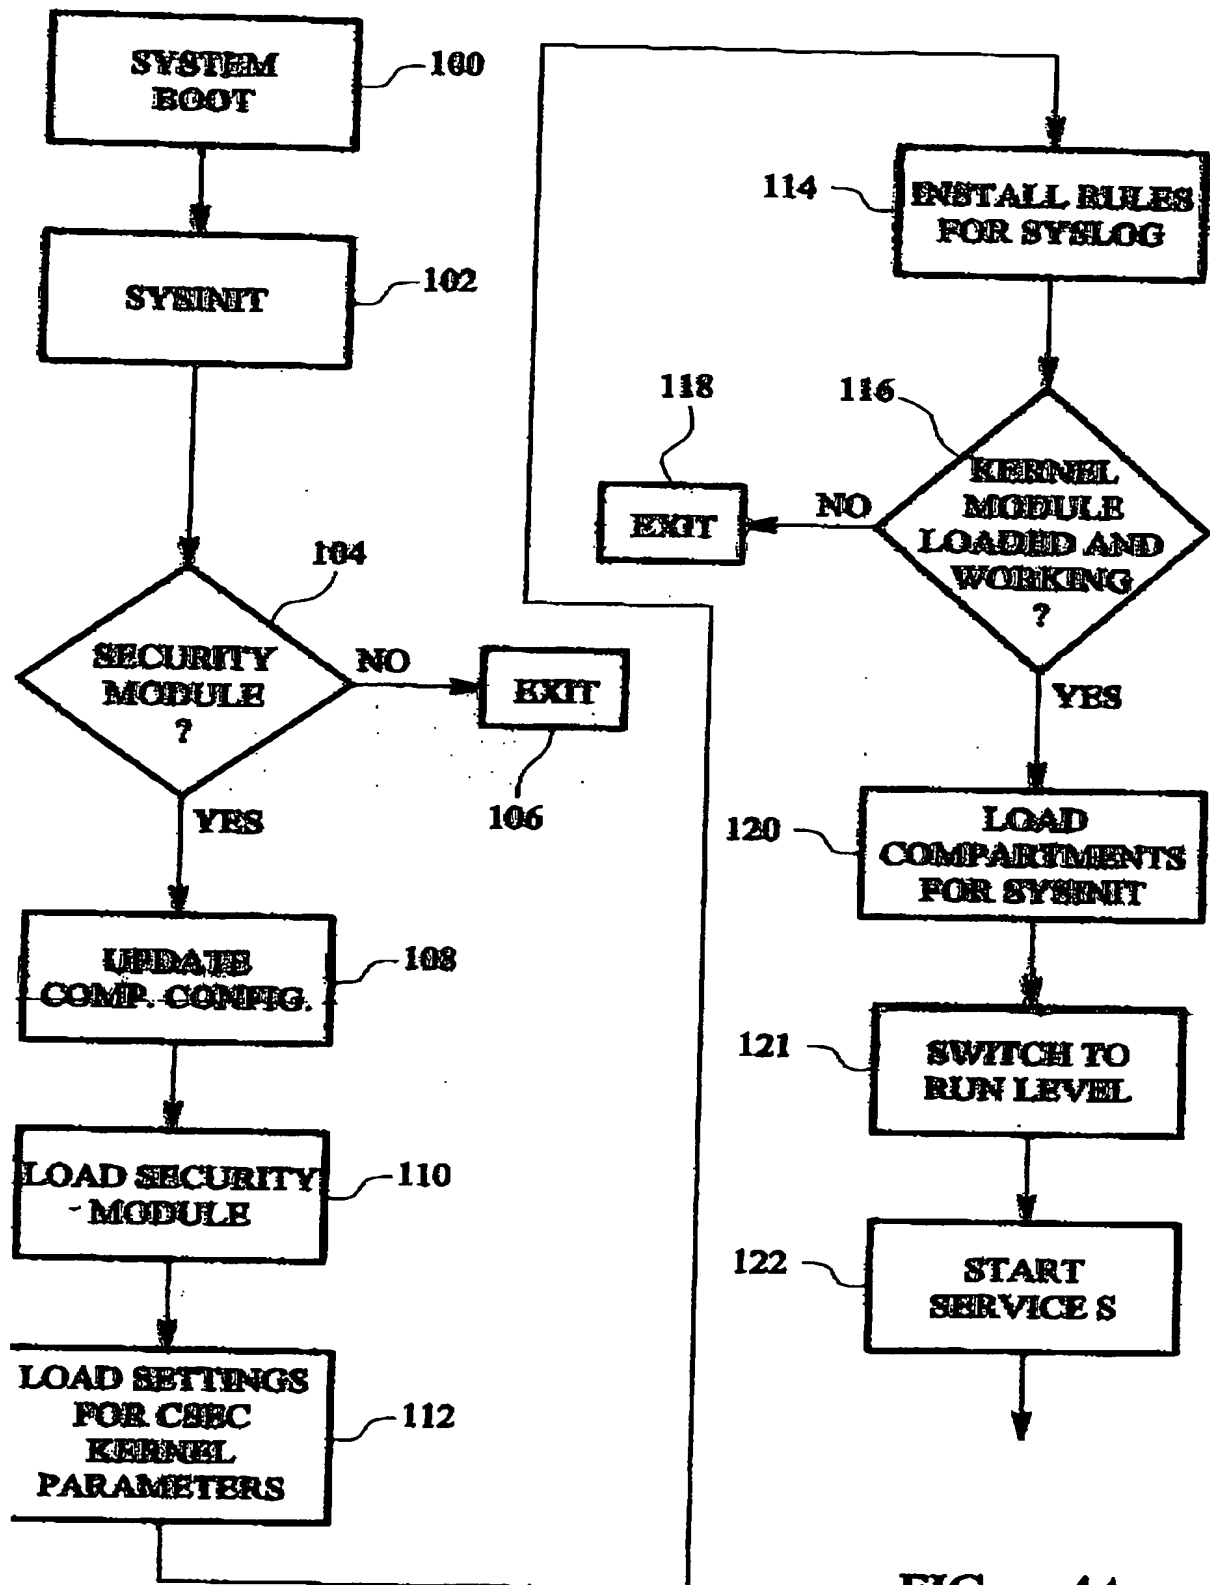 SYSTEM
BOOT
100
SYSINIT
102
104
SECURITY
MODULE
?
NO
EXIT
106
YES
UPDATE
COMP. CONFIG.
108
LOAD SECURITY
MODULE
110
LOAD SETTINGS
FOR CSEC
KERNEL
PARAMETERS
112
114
INSTALL RULES
FOR SYSLOG
116
KERNEL
MODULE
LOADED AND
WORKING
?
NO
118
EXIT
YES
120
LOAD
COMPARTMENTS
FOR SYSINIT
121
SWITCH TO
RUN LEVEL
122
START
SERVICE S